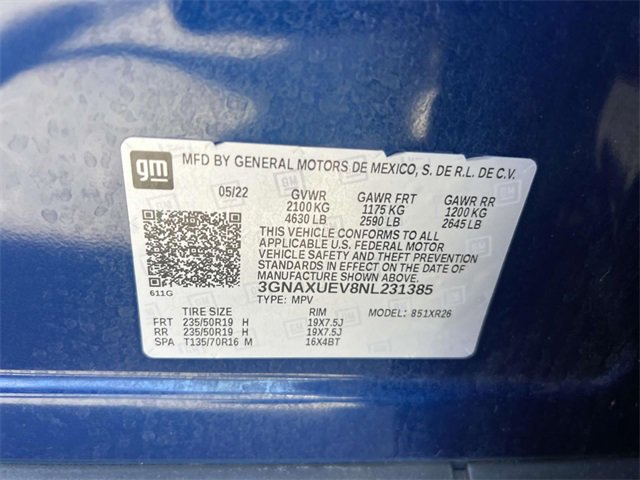 gm
MFD BY GENERAL MOTORS DE MEXICO, S. DE R.L. DE C.V.
05/22 GVWR GAWR FRT GAWR RR
2100 KG 1175 KG 1200 KG
4630 LB 2590 LB 2645 LB
THIS VEHICLE CONFORMS TO ALL
APPLICABLE U.S. FEDERAL MOTOR
VEHICLE SAFETY AND THEFT PREVENTION
STANDARDS IN EFFECT ON THE DATE OF
MANUFACTURE SHOWN ABOVE.
611G 3GNAXUEV8NL231385
TYPE: MPV
TIRE SIZE RIM MODEL: 851XR26
FRT 235/50R19 H 19X7.5J
RR 235/50R19 H 19X7.5J
SPA T135/70R16 M 16X4BT